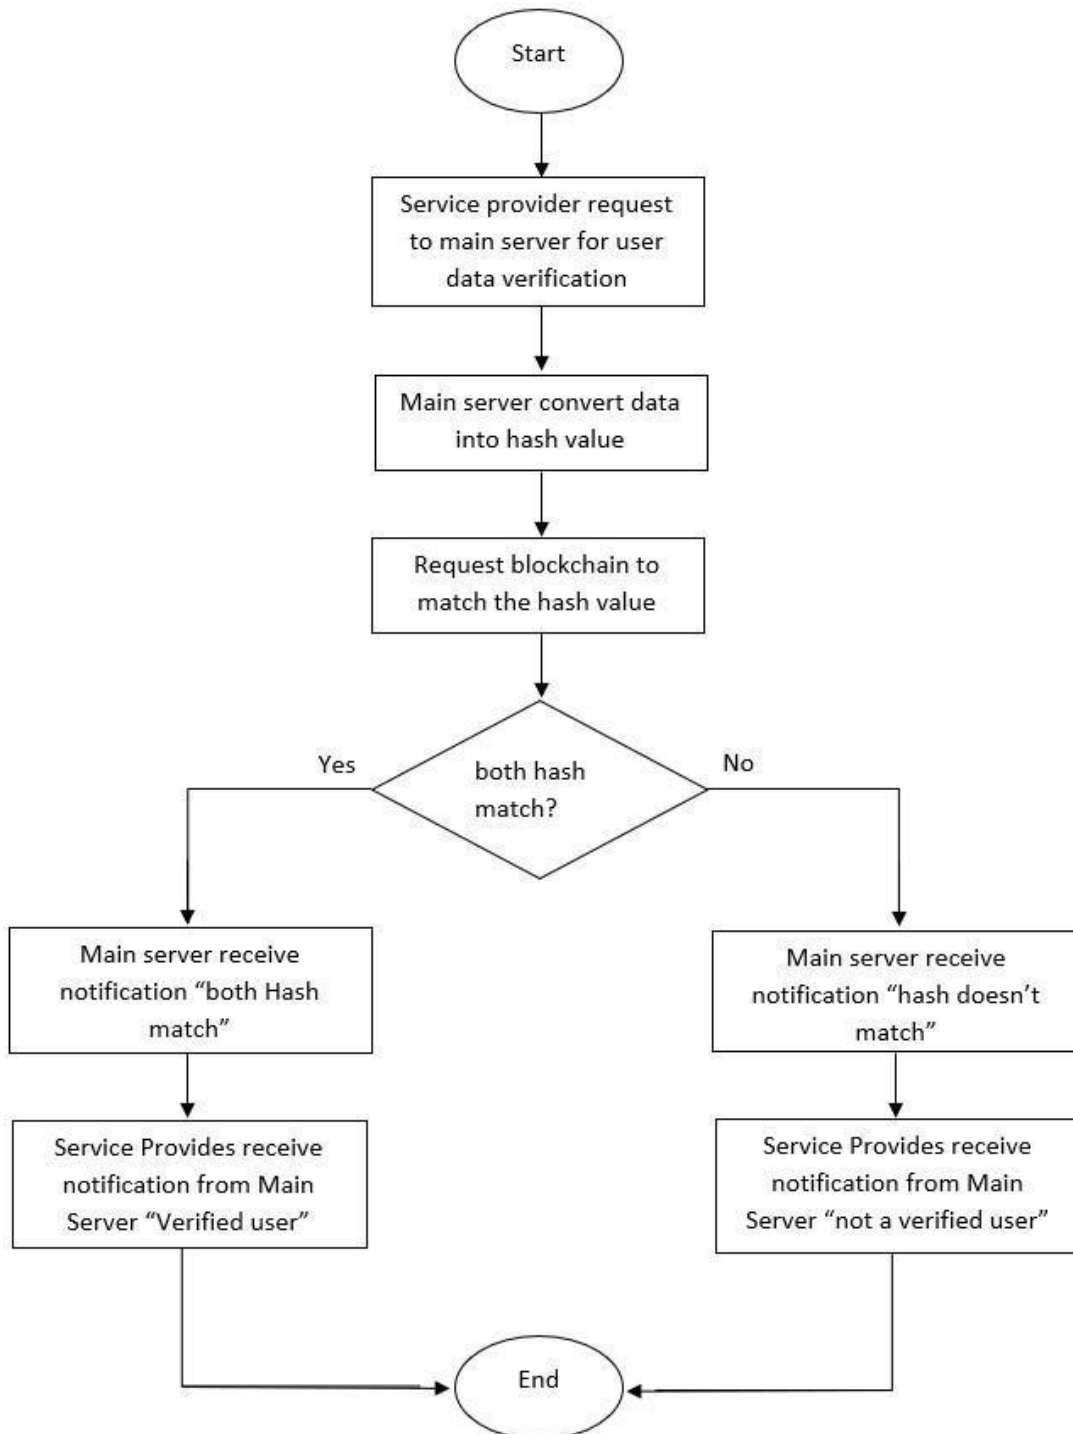 Start
Service provider request
to main server for user
data verification
Main server convert data
into hash value
Request blockchain to
match the hash value
both hash
match?
Yes
No
Main server receive
notification “both Hash
match”
Main server receive
notification “hash doesn’t
match”
Service Provides receive
notification from Main
Server “Verified user”
Service Provides receive
notification from Main
Server “not a verified user”
End